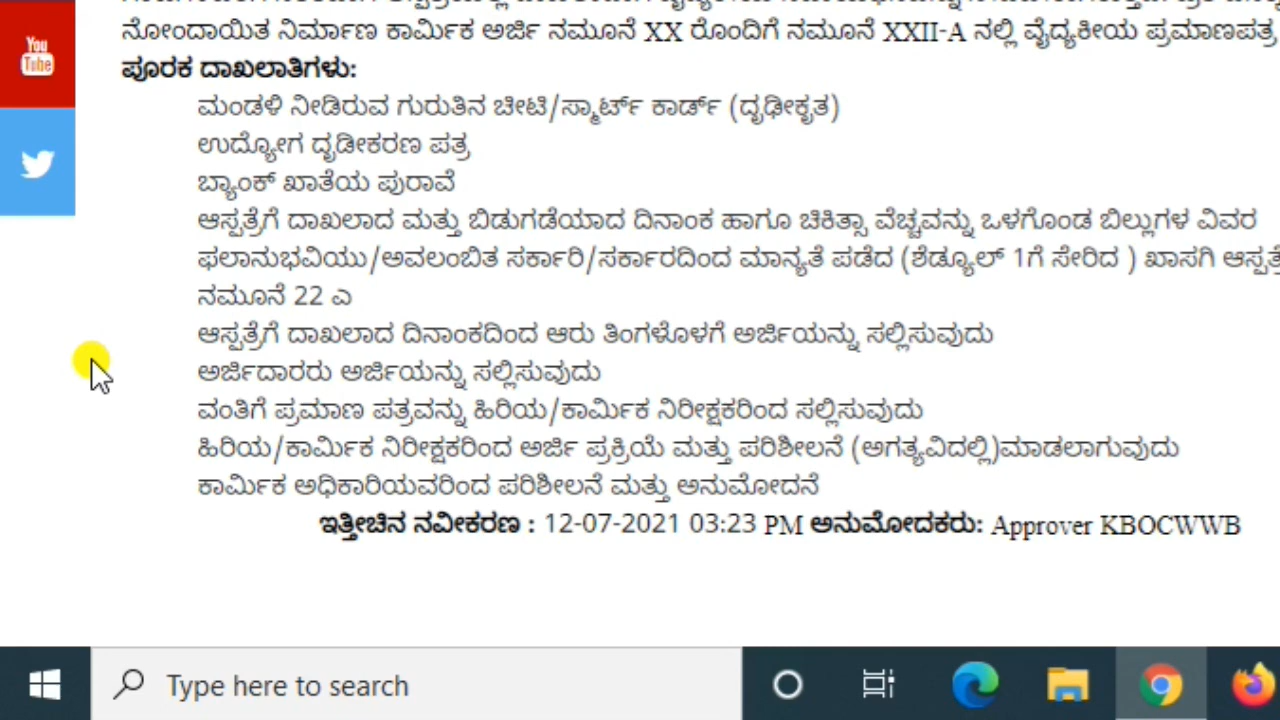 You
Tube
ನೋಂದಾಯಿತ ನಿರ್ಮಾಣ ಕಾರ್ಮಿಕ ಅರ್ಜಿ ನಮೂನೆ XX ರೊಂದಿಗೆ ನಮೂನೆ XXII-A ನಲ್ಲಿ ವೈದ್ಯಕೀಯ ಪ್ರಮಾಣಪತ್ರ
ಪೂರಕ ದಾಖಲಾತಿಗಳು:
ಮಂಡಳಿ ನೀಡಿರುವ ಗುರುತಿನ ಚೀಟಿ/ಸ್ಮಾರ್ಟ್ ಕಾರ್ಡ್ (ದೃಢೀಕೃತ)
ಉದ್ಯೋಗ ದೃಡೀಕರಣ ಪತ್ರ
ಬ್ಯಾಂಕ್ ಖಾತೆಯ ಪುರಾವೆ
ಆಸ್ಪತ್ರೆಗೆ ದಾಖಲಾದ ಮತ್ತು ಬಿಡುಗಡೆಯಾದ ದಿನಾಂಕ ಹಾಗೂ ಚಿಕಿತ್ಸಾ ವೆಚ್ಚವನ್ನು ಒಳಗೊಂಡ ಬಿಲ್ಲುಗಳ ವಿವರ
ಫಲಾನುಭವಿಯು/ಅವಲಂಬಿತ ಸರ್ಕಾರಿ/ಸರ್ಕಾರದಿಂದ ಮಾನ್ಯತೆ ಪಡೆದ (ಶೆಡ್ಯೂಲ್ 1ಗೆ ಸೇರಿದ ) ಖಾಸಗಿ
ನಮೂನೆ 22 ಎ
ಆಸ್ಪತ್ರೆಗೆ ದಾಖಲಾದ ದಿನಾಂಕದಿಂದ ಆರು ತಿಂಗಳೊಳಗೆ ಅರ್ಜಿಯನ್ನು ಸಲ್ಲಿಸುವುದು
ಅರ್ಜಿದಾರರು ಅರ್ಜಿಯನ್ನು ಸಲ್ಲಿಸುವುದು
ವಂತಿಗೆ ಪ್ರಮಾಣ ಪತ್ರವನ್ನು ಹಿರಿಯ/ಕಾರ್ಮಿಕ ನಿರೀಕ್ಷಕರಿಂದ ಸಲ್ಲಿಸುವುದು
ಹಿರಿಯ/ಕಾರ್ಮಿಕ ನಿರೀಕ್ಷಕರಿಂದ ಅರ್ಜಿ ಪ್ರಕ್ರಿಯೆ ಮತ್ತು ಪರಿಶೀಲನೆ (ಅಗತ್ಯವಿದಲ್ಲಿ)ಮಾಡಲಾಗುವುದು
ಕಾರ್ಮಿಕ ಅಧಿಕಾರಿಯವರಿಂದ ಪರಿಶೀಲನೆ ಮತ್ತು ಅನುಮೋದನೆ
ಇತ್ತೀಚಿನ ನವೀಕರಣ : 12-07-2021 03:23 PM ಅನುಮೋದಕರು: Approver KBOCWWB
Type here to search